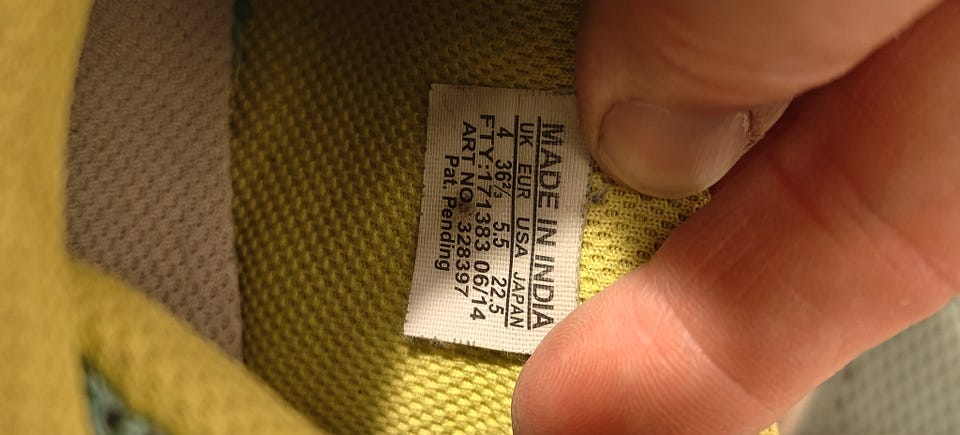 MADE IN INDIA
UK EUR USA JAPAN
4 36⅔ 5.5 22.5
FTY:171383 06/14
ART NO 328397
Pat. Pending